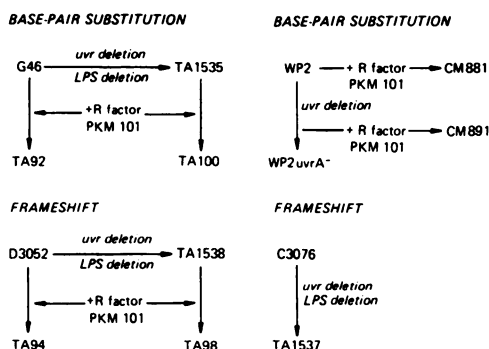 BASE-PAIR SUBSTITUTION
G46
uvr deletion
LPS deletion
TA1535
+R factor
PKM 101
TA92
TA100
BASE-PAIR SUBSTITUTION
WP2
+ R factor
PKM 101
CM881
uvr deletion
+ R factor
PKM 101
CM891
WP2 uvrA⁻
FRAMESHIFT
D3052
uvr deletion
LPS deletion
TA1538
+R factor
PKM 101
TA94
TA98
FRAMESHIFT
C3076
uvr deletion
LPS deletion
TA1537